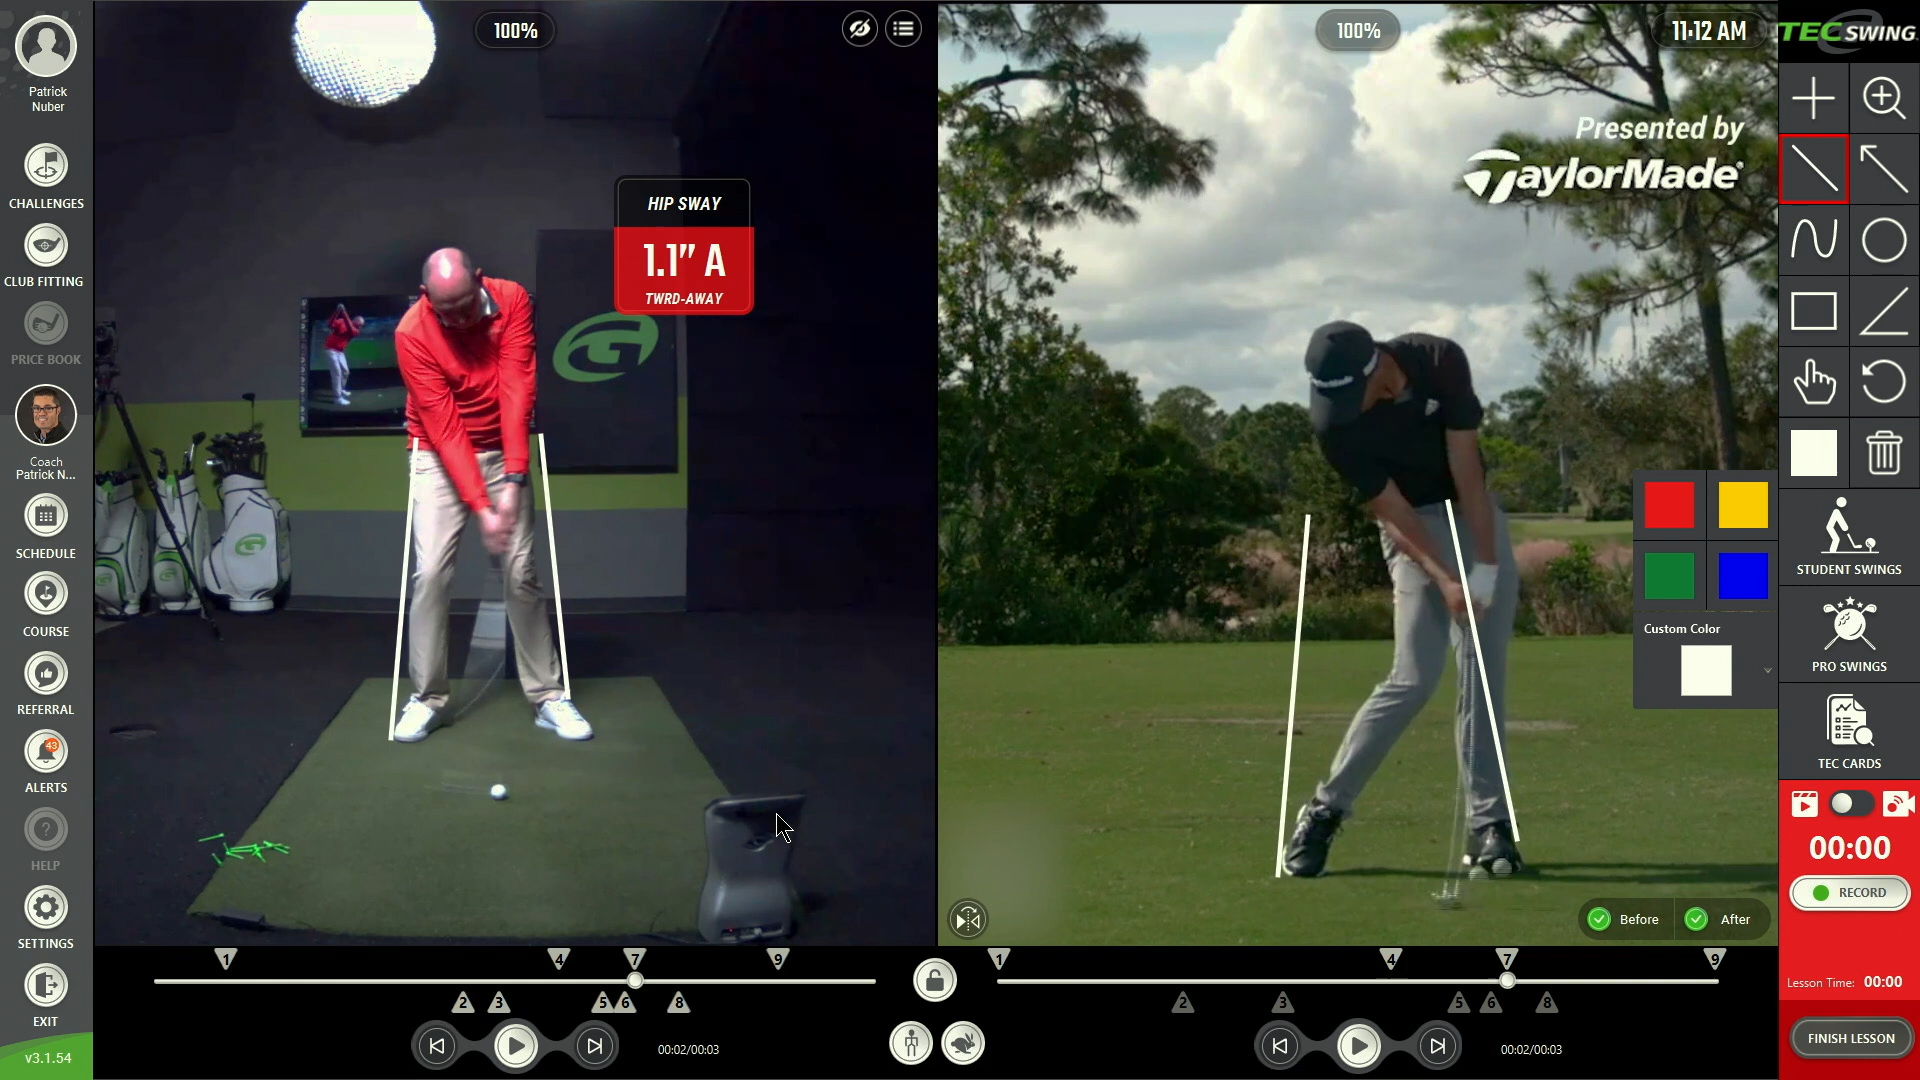 Patrick
Nuber
CHALLENGES
CLUB FITTING
PRICE BOOK
Coach
Patrick N...
SCHEDULE
COURSE
REFERRAL
43
ALERTS
?
HELP
SETTINGS
EXIT
v3.1.54
100%
HIP SWAY
1.1" A
TWRD-AWAY
G
1
4
7
9
2
3
5
6
8
00:02/00:03
100%
11:12 AM
Presented by
TaylorMade
Custom Color
Before
After
1
4
7
9
2
3
5
6
8
00:02/00:03
TEC SWING
STUDENT SWINGS
PRO SWINGS
TEC CARDS
00:00
RECORD
Lesson Time: 00:00
FINISH LESSON